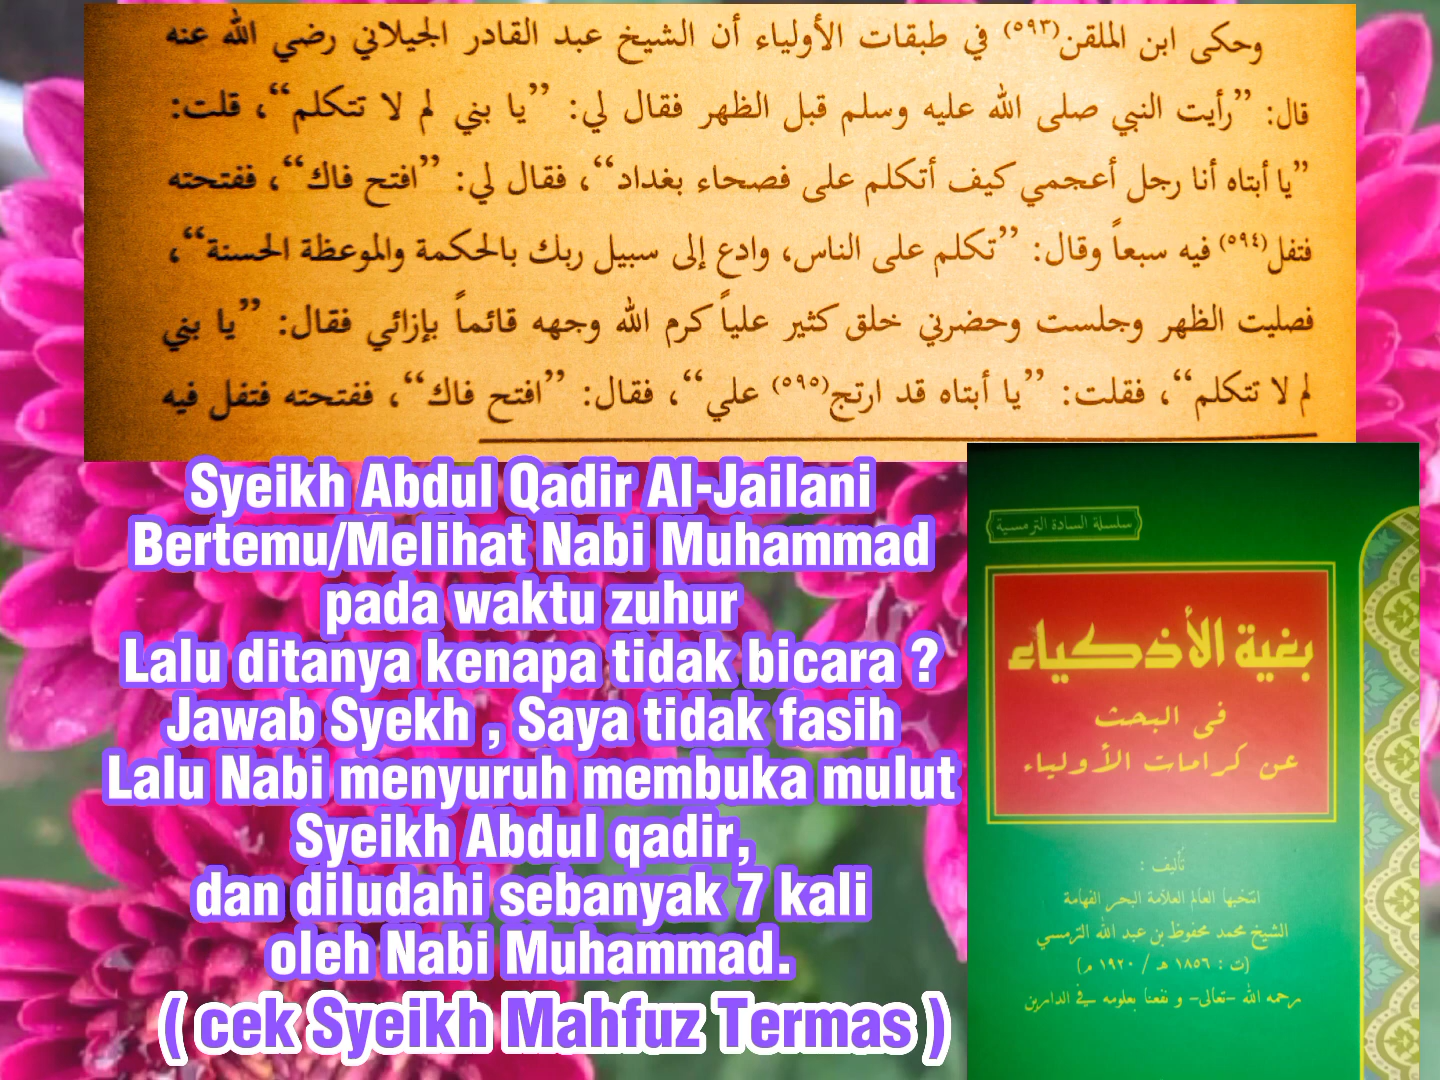 وحكى ابن الملقن(٥٩٣) في طبقات الأولياء أن الشيخ عبد القادر الجيلاني رضي الله عنه
قال: ”رأيت النبي صلى الله عليه وسلم قبل الظهر فقال لي: ”يا بني لم لا تتكلم“، قلت:
”يا أبتاه أنا رجل أعجمي كيف أتكلم على فصحاء بغداد“، فقال لي: ”افتح فاك“، ففتحته
فتفل(٥٩٤) فيه سبعاً وقال: ”تكلم على الناس، وادع إلى سبيل ربك بالحكمة والموعظة الحسنة“،
فصليت الظهر وجلست وحضرني خلق كثير علياً كرم الله وجهه قائماً بإزائي فقال: ”يا بني
لم لا تتكلم“، فقلت: ”يا أبتاه قد ارتج(٥٩٥) علي“، فقال: ”افتح فاك“، ففتحته فتفل فيه
Syeikh Abdul Qadir Al-Jailani
Bertemu/Melihat Nabi Muhammad
pada waktu zuhur
Lalu ditanya kenapa tidak bicara ?
Jawab Syekh , Saya tidak fasih
Lalu Nabi menyuruh membuka mulut
Syeikh Abdul qadir,
dan diludahi sebanyak 7 kali
oleh Nabi Muhammad.
( cek Syeikh Mahfuz Termas )
سلسلة السادة الترمسية
بغية الأذكياء
في البحث
عن كرامات الأولياء
تأليف :
انتخبها العالم العلامة البحر الفهامة
الشيخ محمد محفوظ بن عبد الله الترمسي
(ت : ١٨٥٦ هـ / ١٩٢٠ م)
رحمه الله -تعالى- و نفعنا بعلومه في الدارين